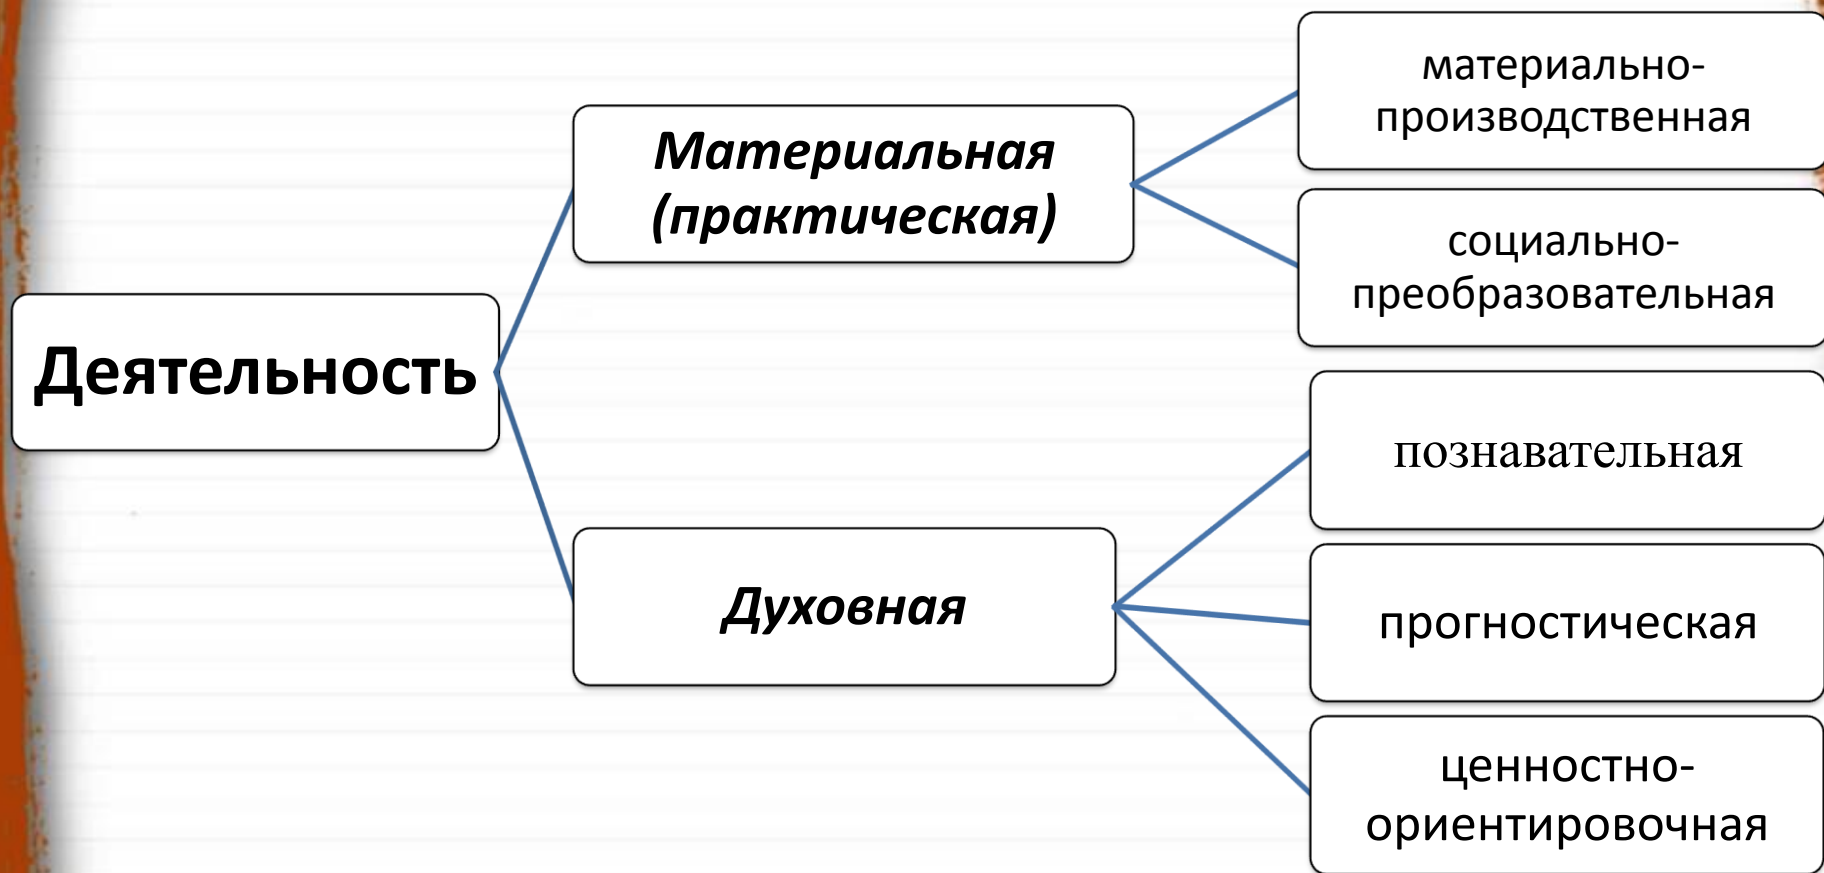 Деятельность
Материальная
(практическая)
материально-
производственная
социально-
преобразовательная
Духовная
познавательная
прогностическая
ценностно-
ориентировочная